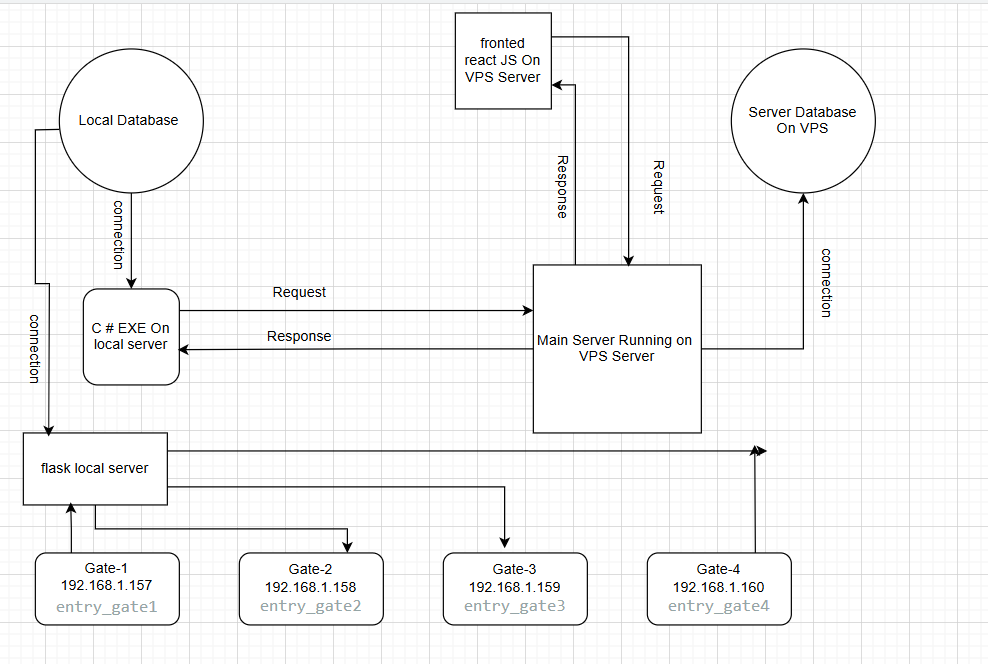 fronted
react JS On
VPS Server
Local Database
Server Database
On VPS
Response
Request
connection
connection
Request
C # EXE On
local server
Response
Main Server Running on
VPS Server
connection
flask local server
Gate-1
192.168.1.157
entry_gate1
Gate-2
192.168.1.158
entry_gate2
Gate-3
192.168.1.159
entry_gate3
Gate-4
192.168.1.160
entry_gate4